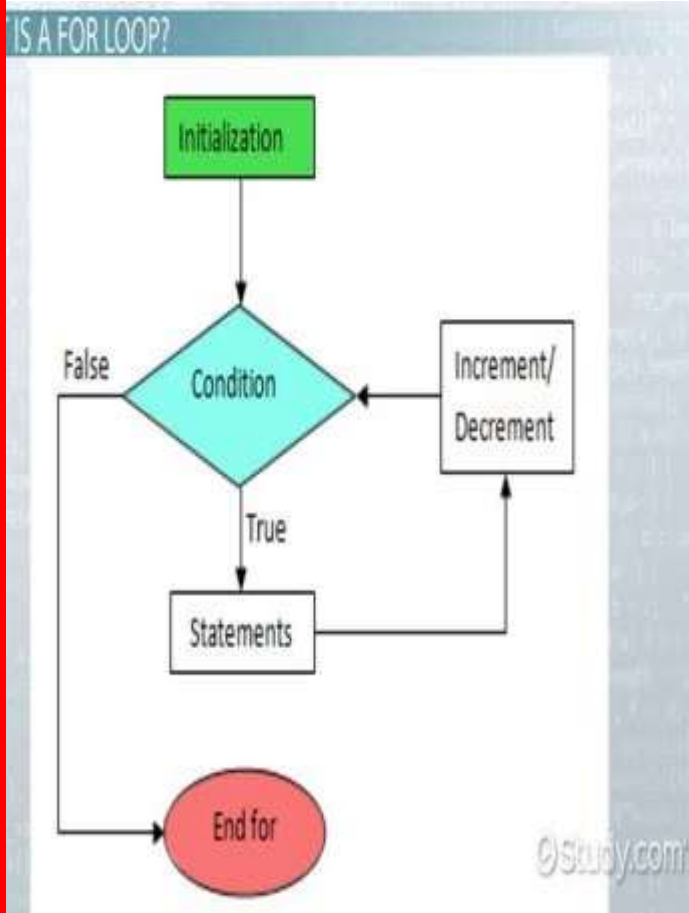 IS A FOR LOOP?
Initialization
False
Condition
Increment/
Decrement
True
Statements
End for
Study.com